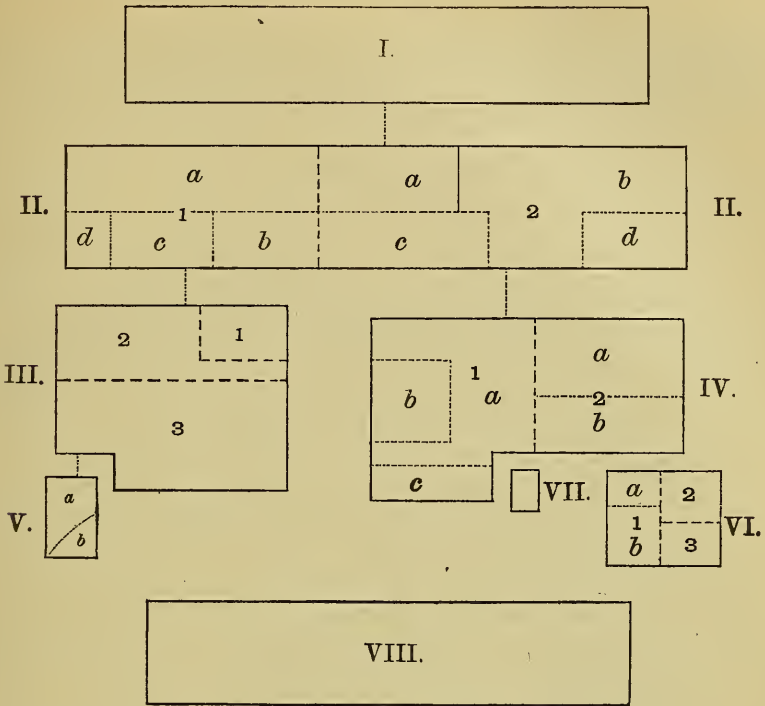 I.
a a b
II. 1 2 II.
d c b c d
2 1
III. 3
1 a
b a 2 IV.
b
c
V. a
b
VII.
a 2
1 VI.
b 3
VIII.